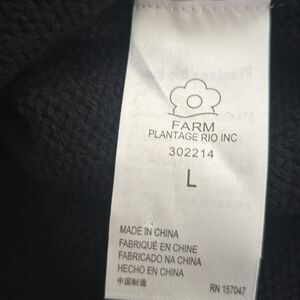 FARM
PLANTAGE RIO INC
302214
L
MADE IN CHINA
FABRIQUÉ EN CHINE
FABRICADO NA CHINA
HECHO EN CHINA
中国制造
RN 157047